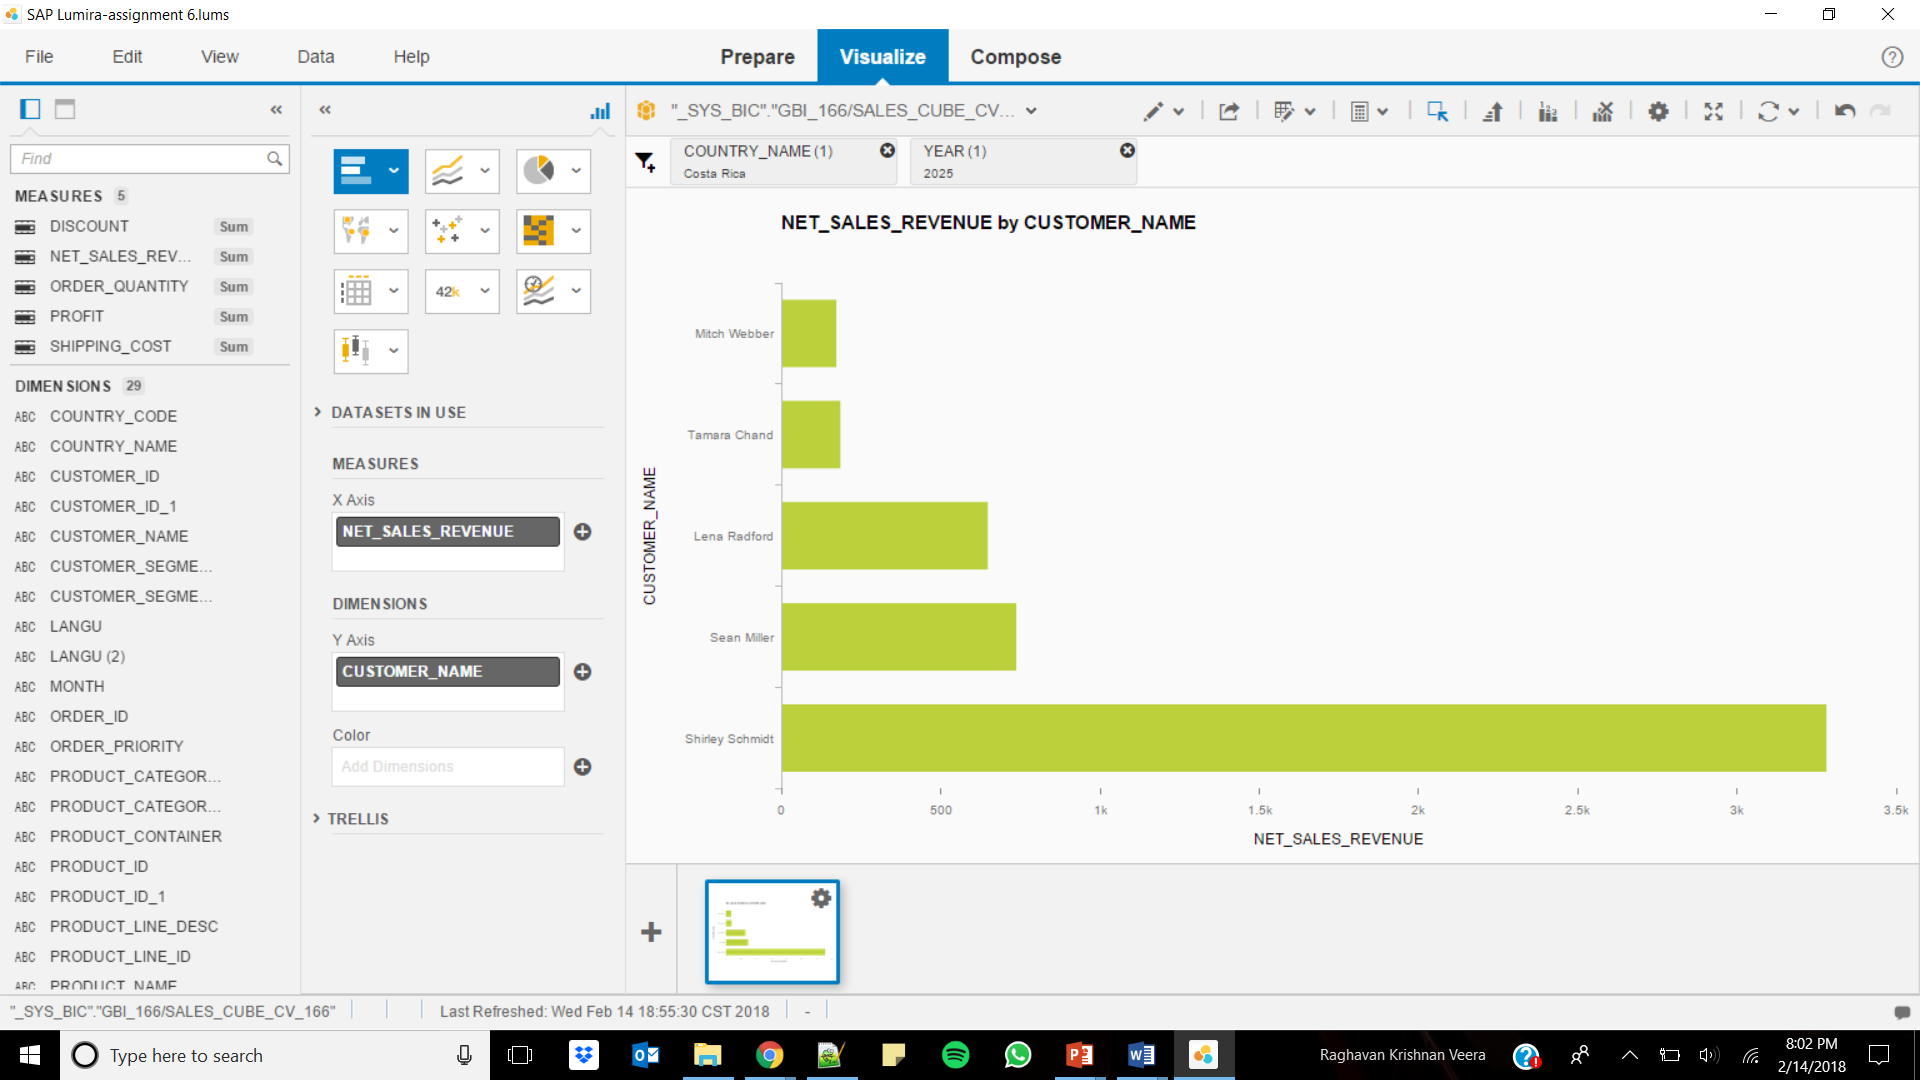 SAP Lumira-assignment 6.lums
File Edit View Data Help
Prepare Visualize Compose
Find
MEASURES 5
DISCOUNT Sum
NET_SALES_REV... Sum
ORDER_QUANTITY Sum
PROFIT Sum
SHIPPING_COST Sum
DIMENSIONS 29
ABC COUNTRY_CODE
ABC COUNTRY_NAME
ABC CUSTOMER_ID
ABC CUSTOMER_ID_1
ABC CUSTOMER_NAME
ABC CUSTOMER_SEGME...
ABC CUSTOMER_SEGME...
ABC LANGU
ABC LANGU (2)
ABC MONTH
ABC ORDER_ID
ABC ORDER_PRIORITY
ABC PRODUCT_CATEGOR...
ABC PRODUCT_CATEGOR...
ABC PRODUCT_CONTAINER
ABC PRODUCT_ID
ABC PRODUCT_ID_1
ABC PRODUCT_LINE_DESC
ABC PRODUCT_LINE_ID
ABC PRODUCT_NAME
42k
DATASETS IN USE
MEASURES
X Axis
NET_SALES_REVENUE
DIMENSIONS
Y Axis
CUSTOMER_NAME
Color
Add Dimensions
TRELLIS
"_SYS_BIC"."GBI_166/SALES_CUBE_CV...
COUNTRY_NAME (1)
Costa Rica
YEAR (1)
2025
NET_SALES_REVENUE by CUSTOMER_NAME
CUSTOMER_NAME
Mitch Webber
Tamara Chand
Lena Radford
Sean Miller
Shirley Schmidt
0 500 1k 1.5k 2k 2.5k 3k 3.5k
NET_SALES_REVENUE
"_SYS_BIC"."GBI_166/SALES_CUBE_CV_166"
Last Refreshed: Wed Feb 14 18:55:30 CST 2018
-
Type here to search
Raghavan Krishnan Veera
8:02 PM
2/14/2018